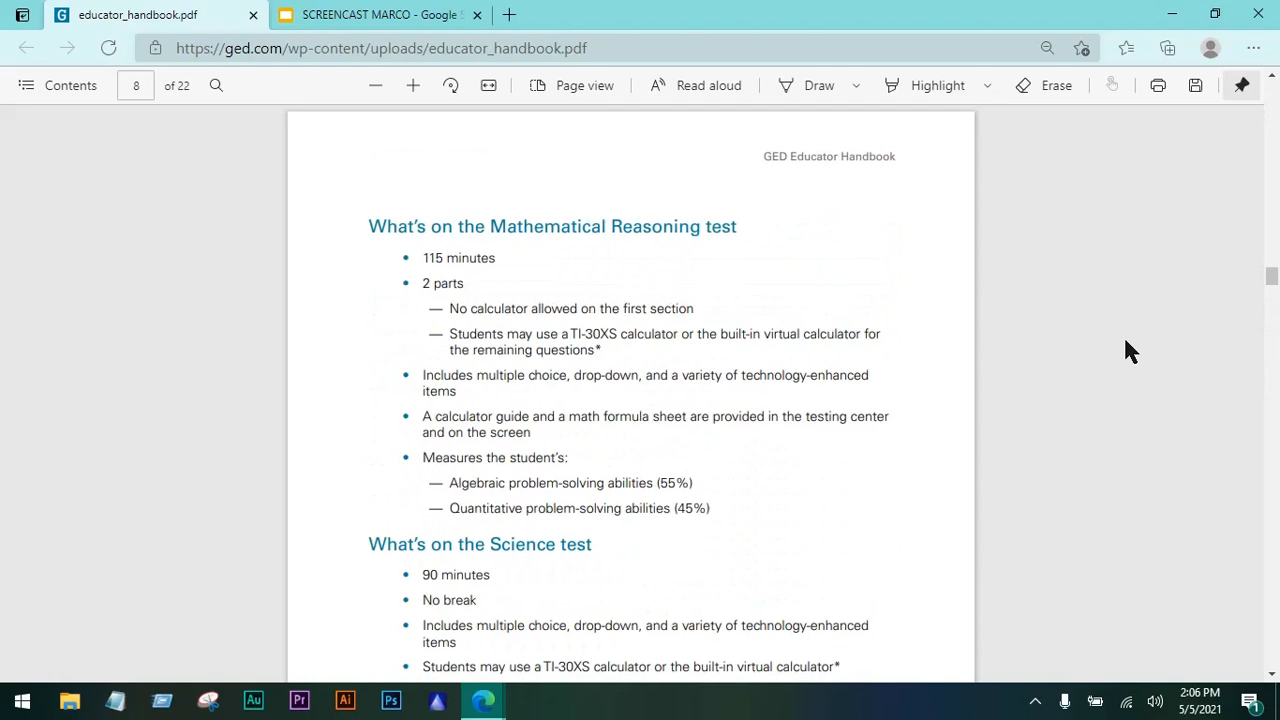 educator_handbook.pdf
SCREENCAST MARCO - Google S
https://ged.com/wp-content/uploads/educator_handbook.pdf
Contents 8 of 22 Page view Read aloud Draw Highlight Erase
GED Educator Handbook
What's on the Mathematical Reasoning test
• 115 minutes
• 2 parts
— No calculator allowed on the first section
— Students may use a TI-30XS calculator or the built-in virtual calculator for
the remaining questions*
• Includes multiple choice, drop-down, and a variety of technology-enhanced
items
• A calculator guide and a math formula sheet are provided in the testing center
and on the screen
• Measures the student's:
— Algebraic problem-solving abilities (55%)
— Quantitative problem-solving abilities (45%)
What's on the Science test
• 90 minutes
• No break
• Includes multiple choice, drop-down, and a variety of technology-enhanced
items
• Students may use a TI-30XS calculator or the built-in virtual calculator*
Au Pr Ai Ps
2:06 PM
5/5/2021
1